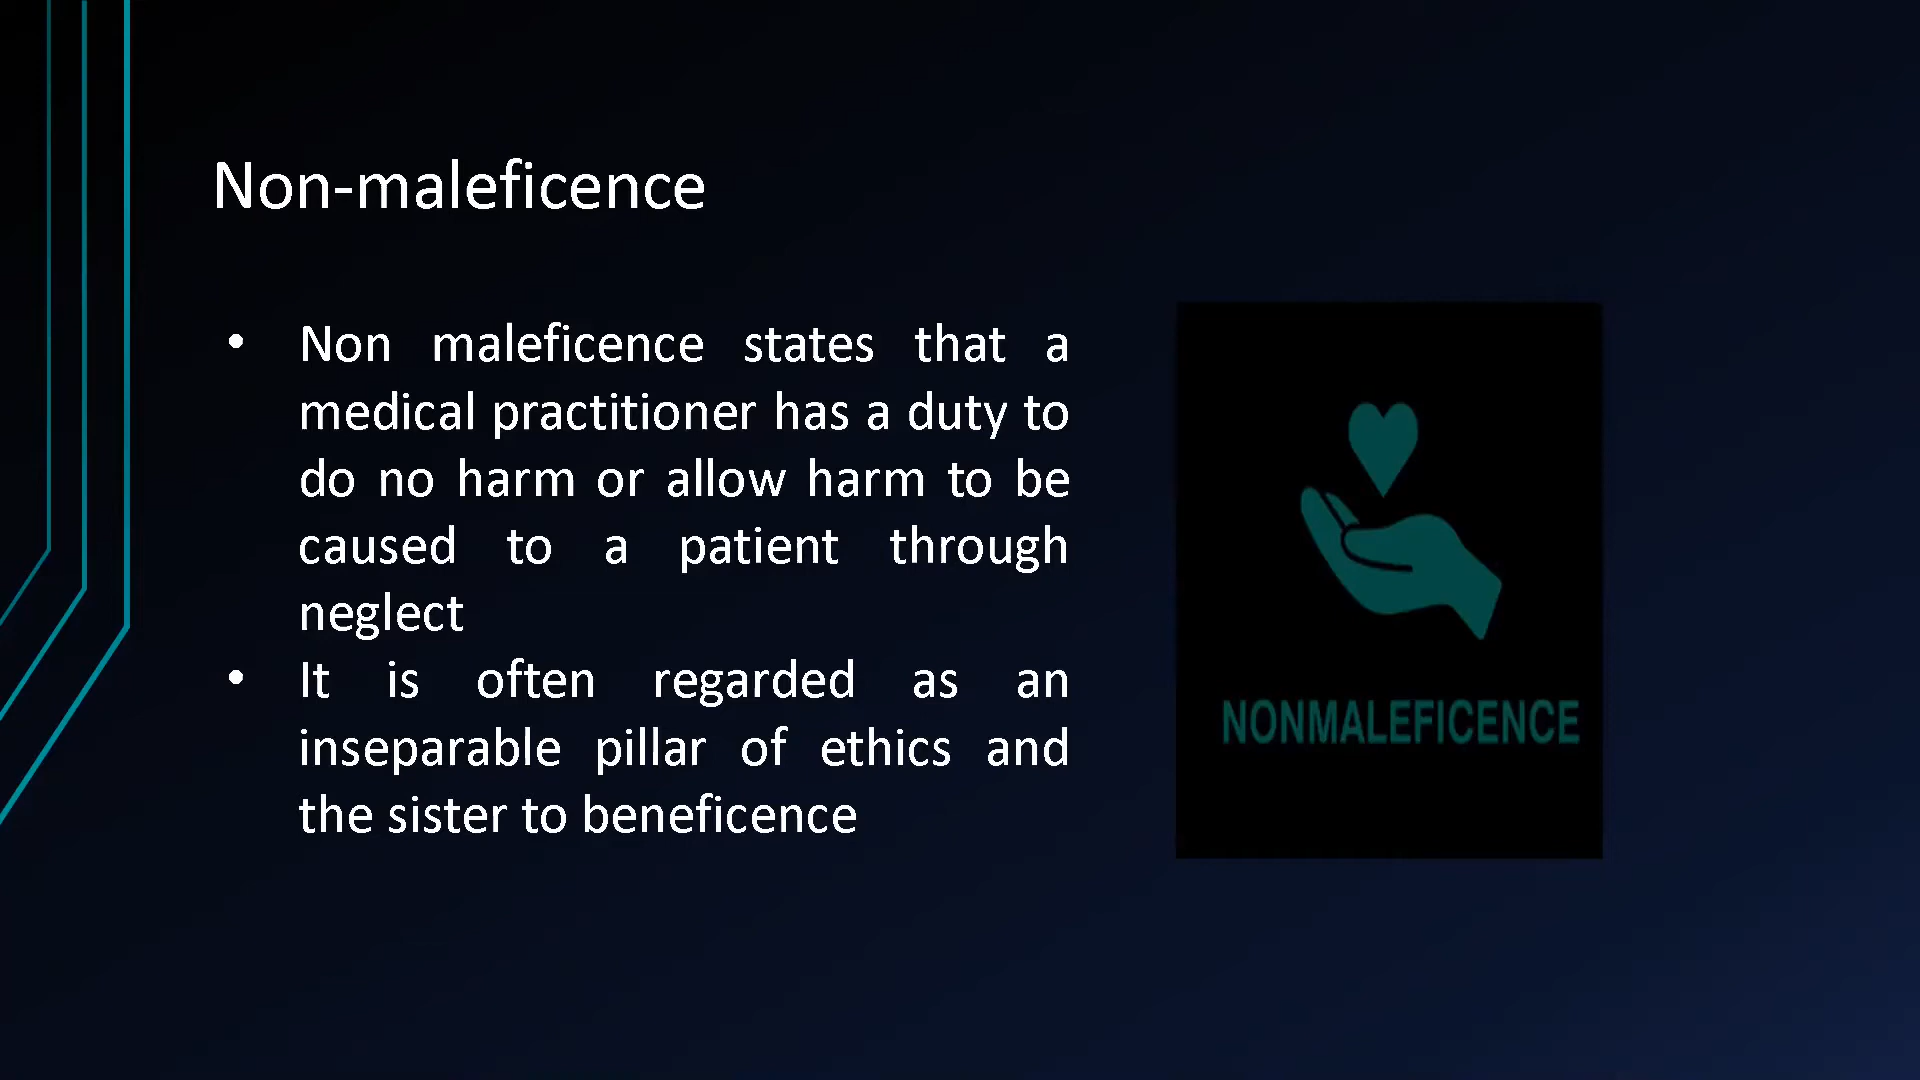 Non-maleficence
• Non maleficence states that a
medical practitioner has a duty to
do no harm or allow harm to be
caused to a patient through
neglect
• It is often regarded as an
inseparable pillar of ethics and
the sister to beneficence
NONMALEFICENCE